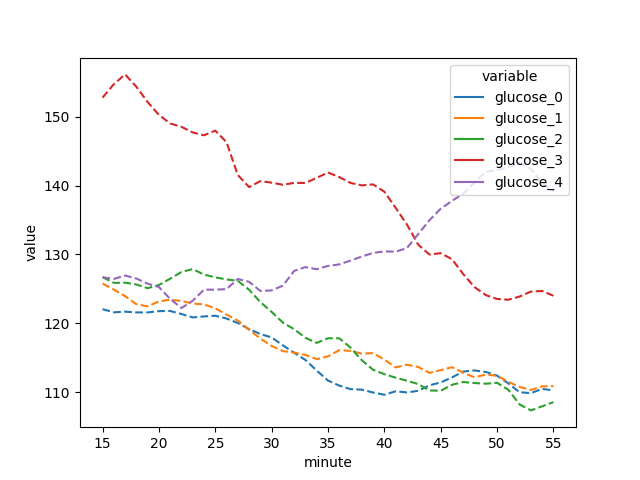 variable
glucose_0
glucose_1
glucose_2
glucose_3
glucose_4
150
140
130
120
110
value
15 20 25 30 35 40 45 50 55
minute